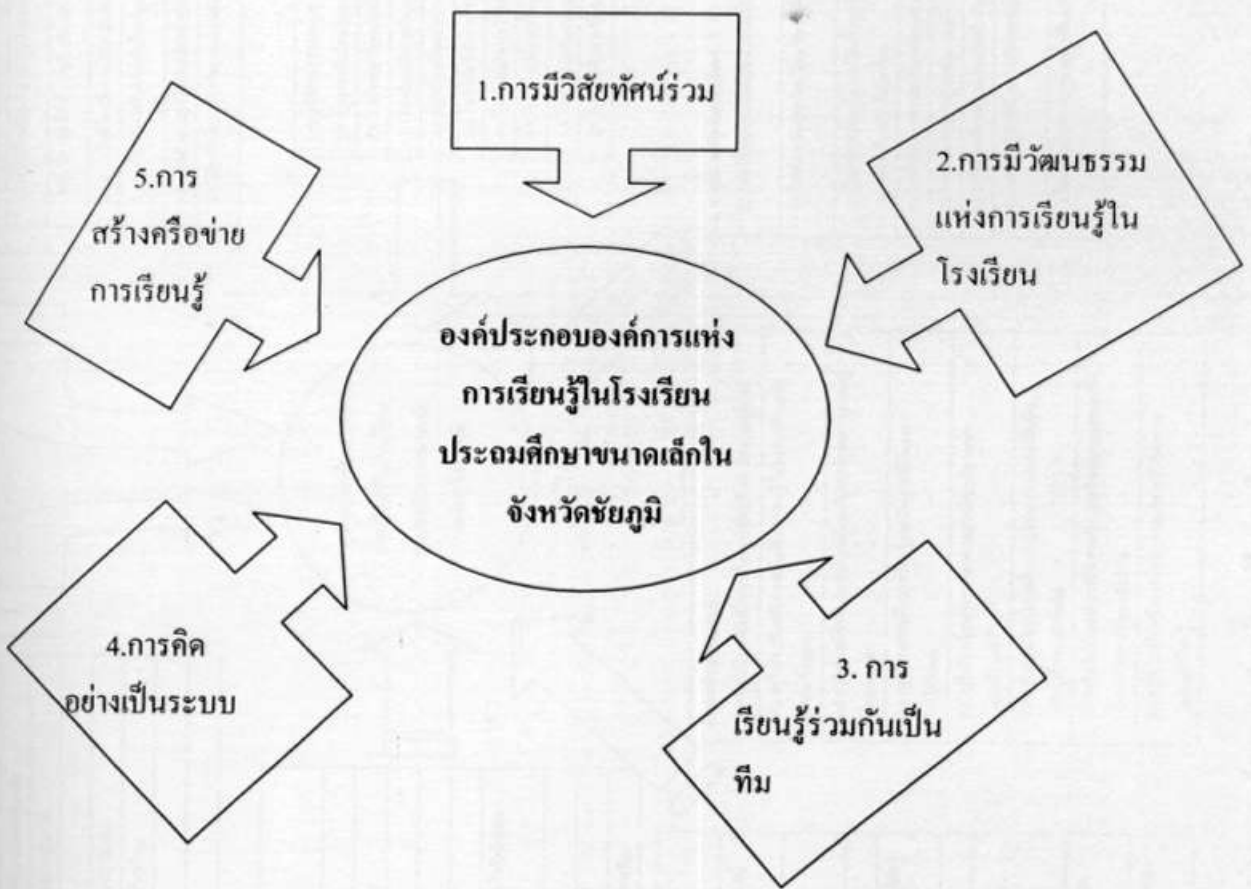 1.การมีวิสัยทัศน์ร่วม
2.การมีวัฒนธรรม
แห่งการเรียนรู้ใน
โรงเรียน
5.การ
สร้างครือข่าย
การเรียนรู้
องค์ประกอบองค์การแห่ง
การเรียนรู้ในโรงเรียน
ประถมศึกษาขนาดเล็กใน
จังหวัดชัยภูมิ
4.การคิด
อย่างเป็นระบบ
3. การ
เรียนรู้ร่วมกันเป็น
ทีม